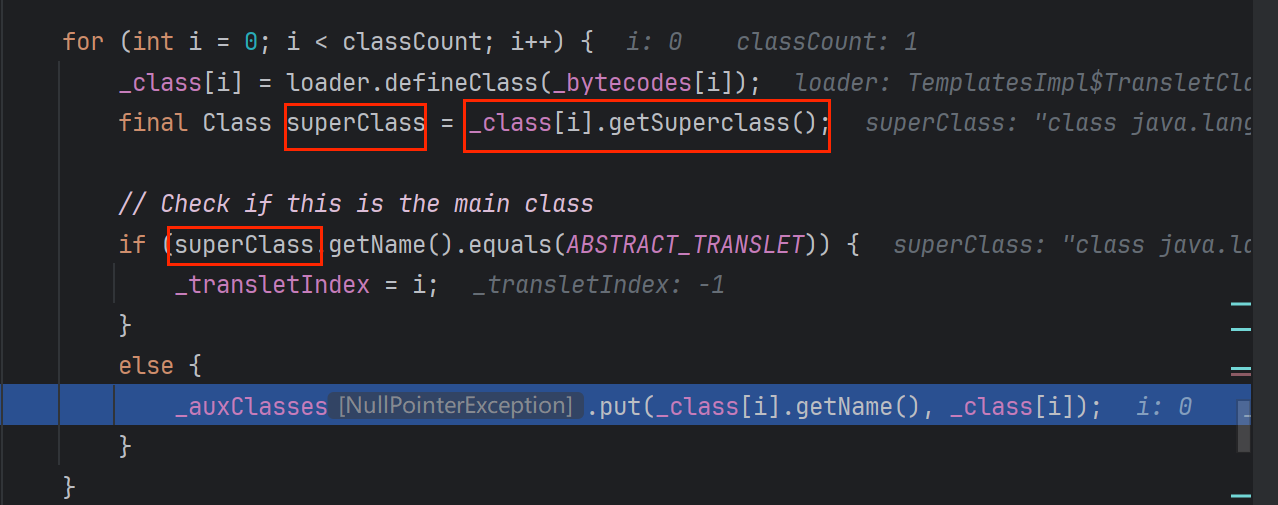 for (int i = 0; i < classCount; i++) { i: 0 classCount: 1
_class[i] = loader.defineClass(_bytecodes[i]); loader: TemplatesImpl$TransletCla
final Class superClass = _class[i].getSuperclass(); superClass: "class java.lang
// Check if this is the main class
if (superClass.getName().equals(ABSTRACT_TRANSLET)) { superClass: "class java.la
_transletIndex = i; _transletIndex: -1
}
else {
_auxClasses [NullPointerException] .put(_class[i].getName(), _class[i]); i: 0 _
}
}